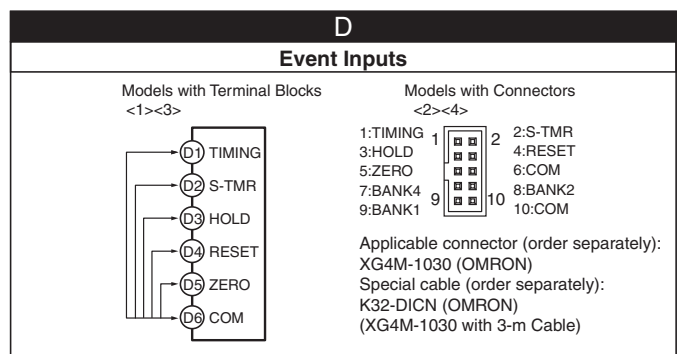 D
Event Inputs
Models with Terminal Blocks
<1><3>
D1 TIMING
D2 S-TMR
D3 HOLD
D4 RESET
D5 ZERO
D6 COM
Models with Connectors
<2><4>
1:TIMING 1 2 2:S-TMR
3:HOLD 4:RESET
5:ZERO 6:COM
7:BANK4 8:BANK2
9:BANK1 9 10 10:COM
Applicable connector (order separately):
XG4M-1030 (OMRON)
Special cable (order separately):
K32-DICN (OMRON)
(XG4M-1030 with 3-m Cable)